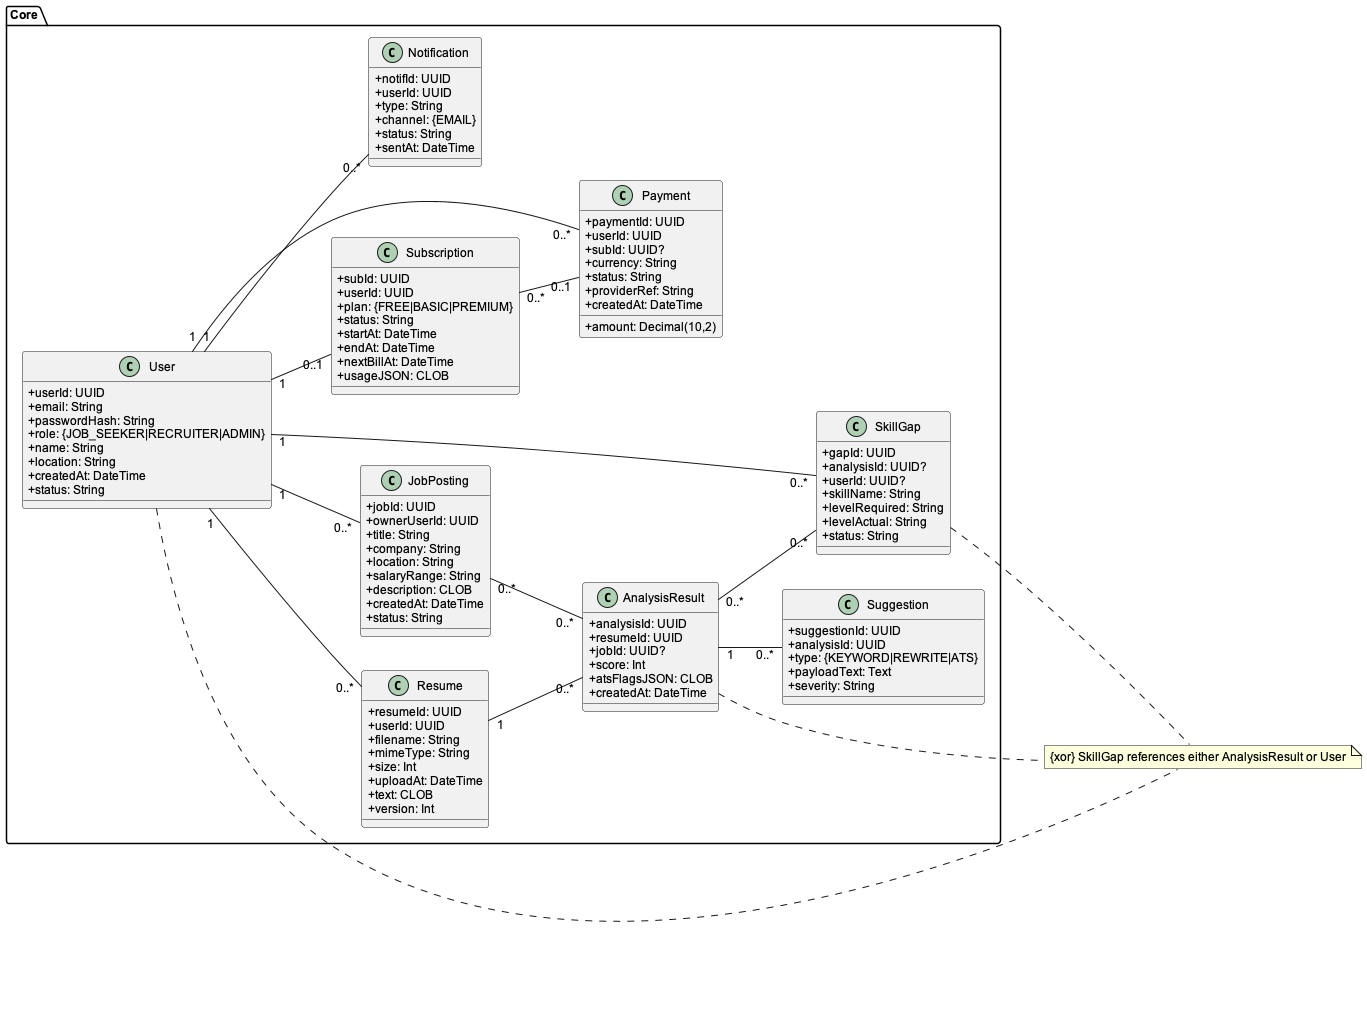 Core
C Notification
+notifId: UUID
+userId: UUID
+type: String
+channel: {EMAIL}
+status: String
+sentAt: DateTime
0..*
C Payment
+paymentId: UUID
+userId: UUID
+subId: UUID?
+currency: String
+status: String
+providerRef: String
+createdAt: DateTime
+amount: Decimal(10,2)
0..*
0..1
C Subscription
+subId: UUID
+userId: UUID
+plan: {FREE|BASIC|PREMIUM}
+status: String
+startAt: DateTime
+endAt: DateTime
+nextBillAt: DateTime
+usageJSON: CLOB
0..*
0..1
1
1
C User
+userId: UUID
+email: String
+passwordHash: String
+role: {JOB_SEEKER|RECRUITER|ADMIN}
+name: String
+location: String
+createdAt: DateTime
+status: String
1
1
1
1
C SkillGap
+gapId: UUID
+analysisId: UUID?
+userId: UUID?
+skillName: String
+levelRequired: String
+levelActual: String
+status: String
0..*
0..*
C JobPosting
+jobId: UUID
+ownerUserId: UUID
+title: String
+company: String
+location: String
+salaryRange: String
+description: CLOB
+createdAt: DateTime
+status: String
0..*
0..*
C AnalysisResult
+analysisId: UUID
+resumeId: UUID
+jobId: UUID?
+score: Int
+atsFlagsJSON: CLOB
+createdAt: DateTime
0..*
0..*
0..*
1
C Suggestion
+suggestionId: UUID
+analysisId: UUID
+type: {KEYWORD|REWRITE|ATS}
+payloadText: Text
+severity: String
0..*
C Resume
+resumeId: UUID
+userId: UUID
+filename: String
+mimeType: String
+size: Int
+uploadAt: DateTime
+text: CLOB
+version: Int
0..*
1
{xor} SkillGap references either AnalysisResult or User